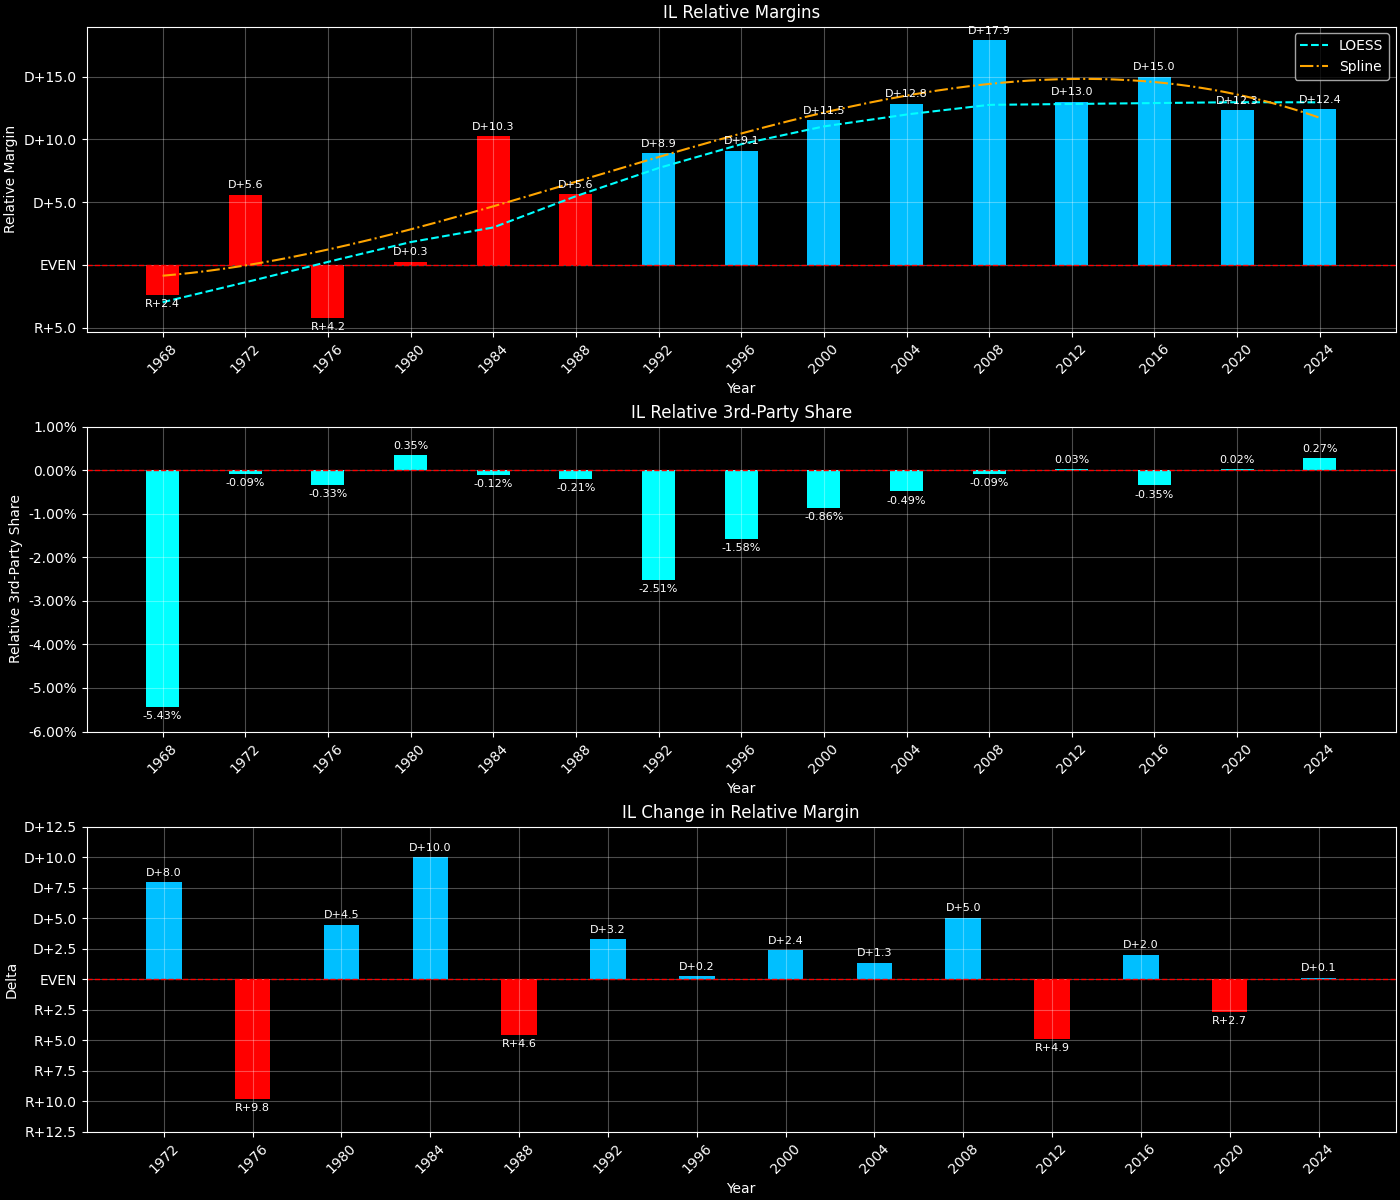 IL Relative Margins
D+17.9
LOESS
Spline
D+15.0
D+15.0
D+13.0
D+12.8
D+12.3
D+12.4
D+11.5
D+10.3
D+10.0
D+8.9
D+9.1
D+5.6
D+5.6
D+5.0
D+0.3
EVEN
R+2.4
R+4.2
R+5.0
Relative Margin
1968 1972 1976 1980 1984 1988 1992 1996 2000 2004 2008 2012 2016 2020 2024
Year
IL Relative 3rd-Party Share
1.00%
0.35%
0.03%
0.02%
0.27%
0.00%
-0.09%
-0.33%
-0.12%
-0.21%
-0.86%
-0.49%
-0.09%
-0.35%
-1.00%
-1.58%
-2.00%
-2.51%
-3.00%
-4.00%
-5.00%
-5.43%
-6.00%
Relative 3rd-Party Share
1968 1972 1976 1980 1984 1988 1992 1996 2000 2004 2008 2012 2016 2020 2024
Year
IL Change in Relative Margin
D+12.5
D+10.0
D+10.0
D+8.0
D+7.5
D+5.0
D+5.0
D+4.5
D+3.2
D+2.5
D+2.4
D+2.0
D+1.3
D+0.2
D+0.1
EVEN
R+2.5
R+2.7
R+4.6
R+4.9
R+5.0
R+7.5
R+9.8
R+10.0
R+12.5
Delta
1972 1976 1980 1984 1988 1992 1996 2000 2004 2008 2012 2016 2020 2024
Year